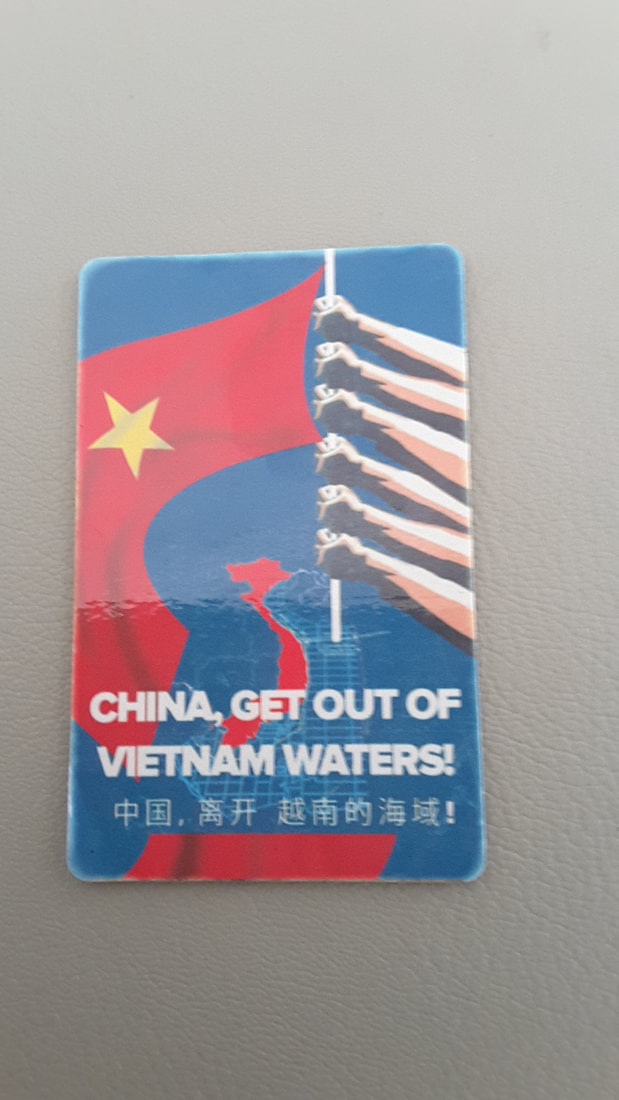 CHINA, GET OUT OF
VIETNAM WATERS!
中国, 离开 越南的海域!